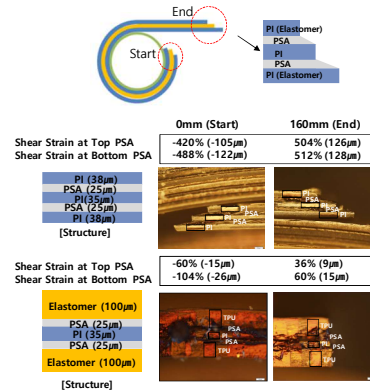 End
Start
PI (Elastomer)
PSA
PI
PSA
PI (Elastomer)
0mm (Start)
160mm (End)
Shear Strain at Top PSA
-420% (-105㎛)
504% (126㎛)
Shear Strain at Bottom PSA
-488% (-122㎛)
512% (128㎛)
PI (38㎛)
PSA (25㎛)
PI(35㎛)
PSA (25㎛)
PI (38㎛)
[Structure]
PI
PSA
PI
PSA
PI
PI
PSA
PI
PSA
PI
Shear Strain at Top PSA
-60% (-15㎛)
36% (9㎛)
Shear Strain at Bottom PSA
-104% (-26㎛)
60% (15㎛)
Elastomer (100㎛)
PSA (25㎛)
PI (35㎛)
PSA (25㎛)
Elastomer (100㎛)
[Structure]
TPU
PSA
PI
PSA
TPU
TPU
PSA
PI
PSA
TPU